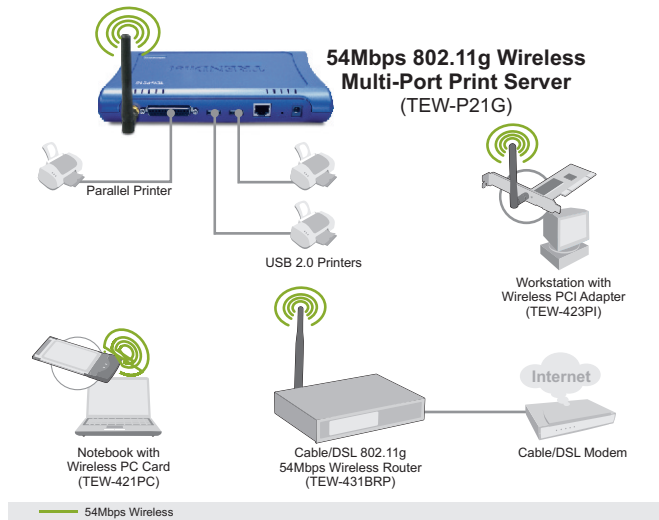 54Mbps 802.11g Wireless
Multi-Port Print Server
(TEW-P21G)
TRENDnet
Parallel Printer
USB 2.0 Printers
Workstation with
Wireless PCI Adapter
(TEW-423PI)
Internet
Notebook with
Wireless PC Card
(TEW-421PC)
Cable/DSL 802.11g
54Mbps Wireless Router
(TEW-431BRP)
Cable/DSL Modem
54Mbps Wireless